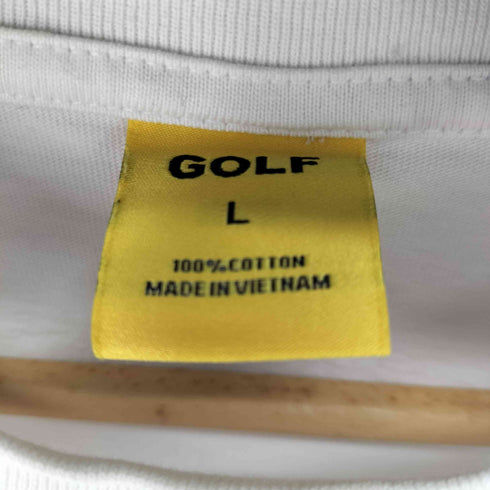 GOLF
L
100% COTTON
MADE IN VIETNAM